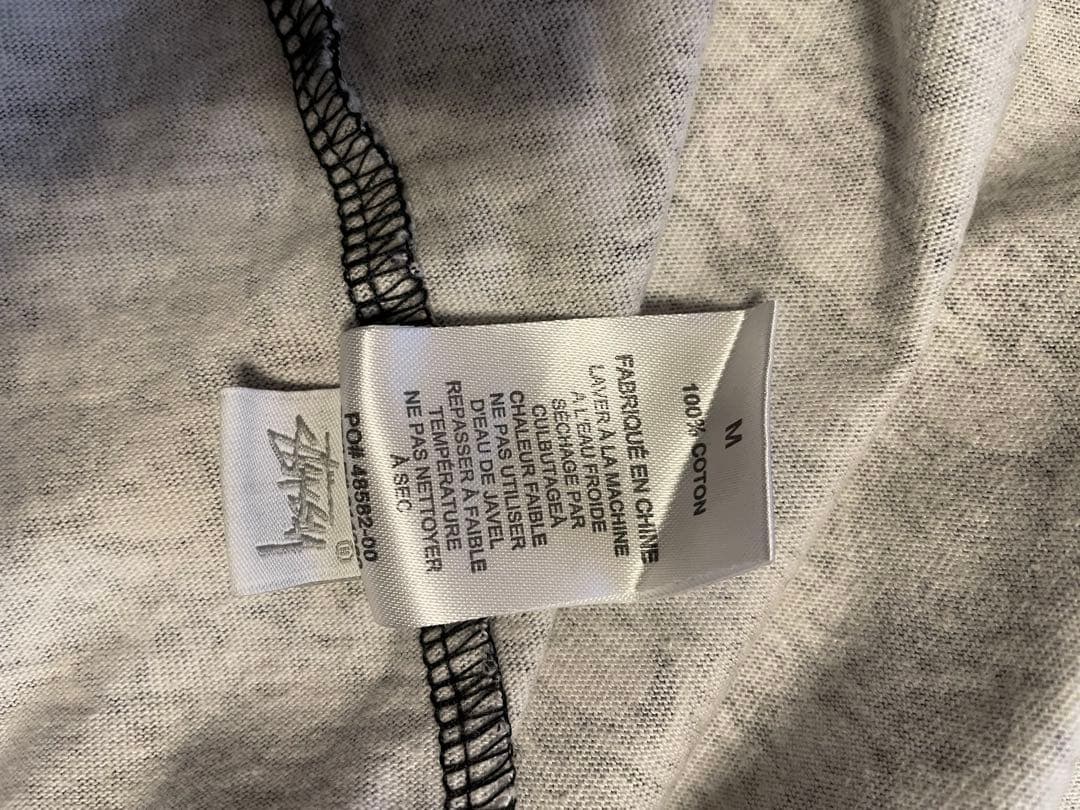 M
100% COTON
FABRIQUÉ EN CHINE
LAVER À LA MACHINE
À L'EAU FROIDE
SÉCHAGE PAR
CULBUTAGEÀ
CHALEUR FAIBLE
NE PAS UTILISER
D'EAU DE JAVEL
REPASSER À FAIBLE
TEMPÉRATURE
NE PAS NETTOYER
À SEC
PO# 48582-00
Stüssy
®